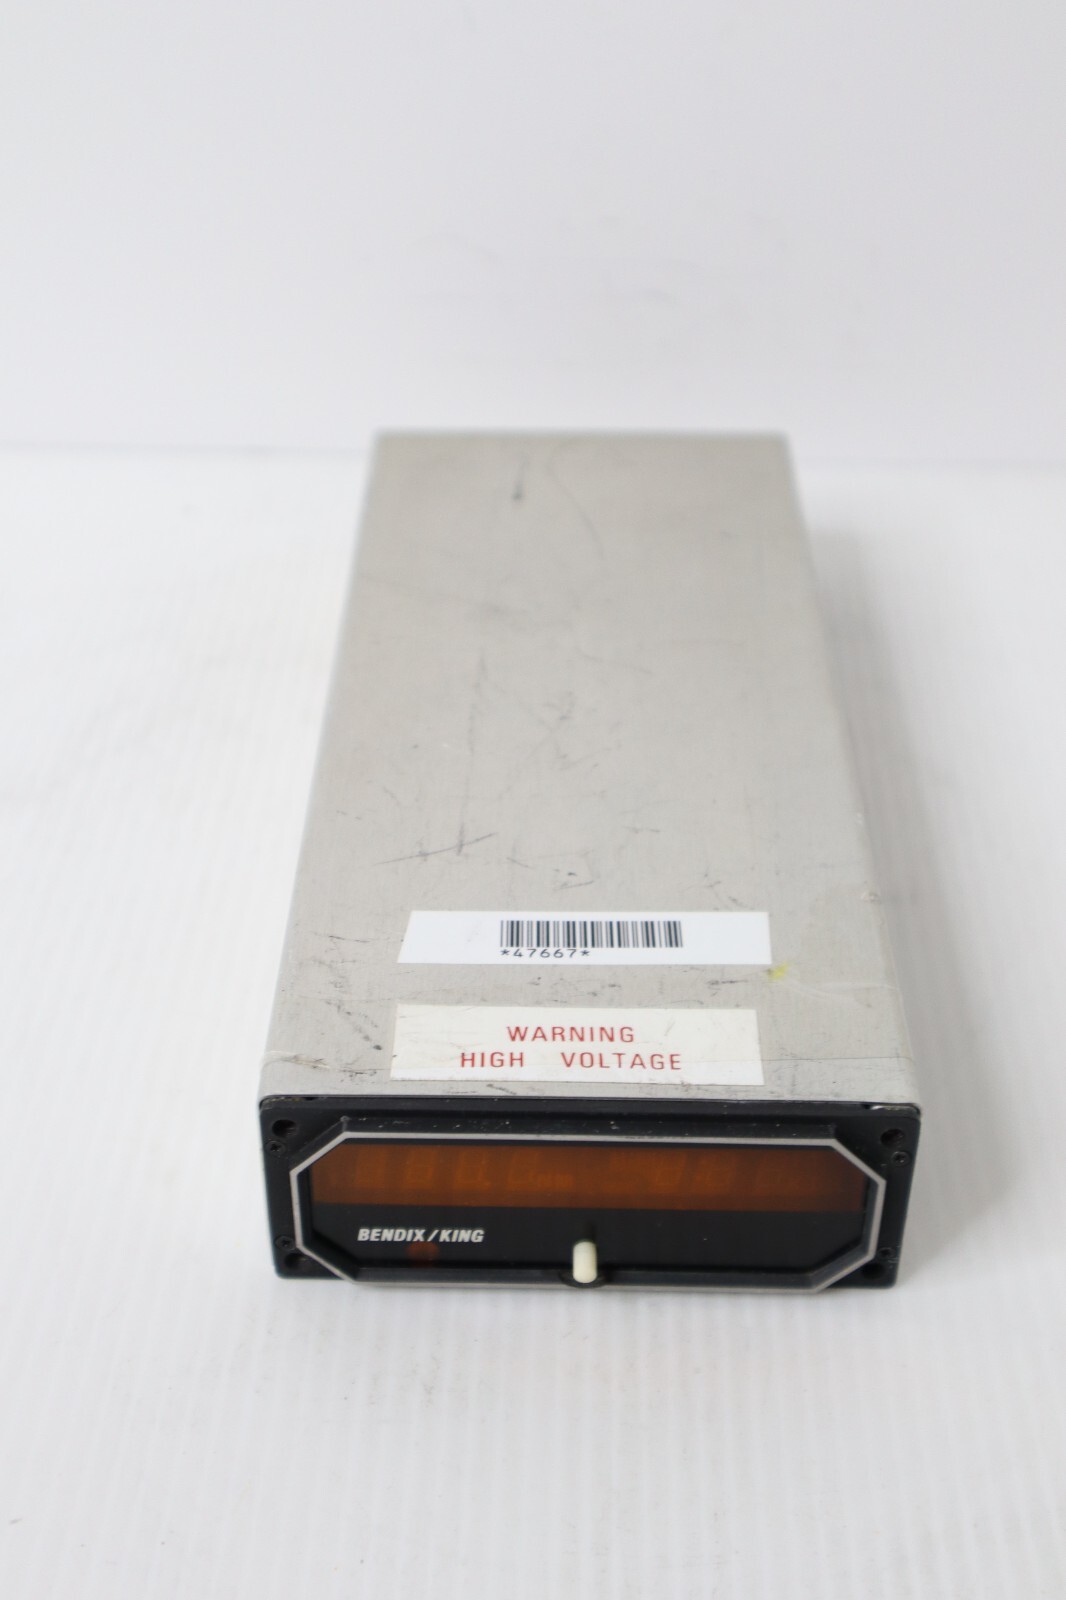 *47667*
WARNING
HIGH VOLTAGE
BENDIX/KING